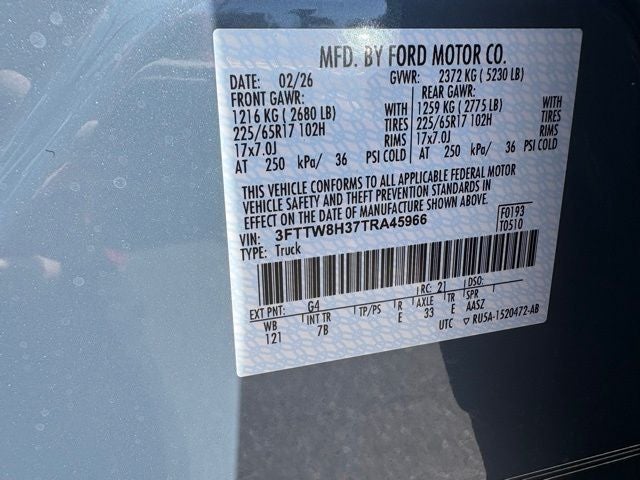 MFD. BY FORD MOTOR CO.
DATE: 02/26 GVWR: 2372 KG ( 5230 LB)
FRONT GAWR: REAR GAWR:
1216 KG ( 2680 LB) WITH 1259 KG ( 2775 LB) WITH
225/65R17 102H TIRES 225/65R17 102H TIRES
17x7.0J RIMS 17x7.0J RIMS
AT 250 kPa/ 36 PSI COLD AT 250 kPa/ 36 PSI COLD
THIS VEHICLE CONFORMS TO ALL APPLICABLE FEDERAL MOTOR
VEHICLE SAFETY AND THEFT PREVENTION STANDARDS IN
EFFECT ON THE DATE OF MANUFACTURE SHOWN ABOVE.
VIN: 3FTTW8H37TRA45966 F0193
TYPE: Truck T0510
EXT PNT: G4 RC: 21 DSO:
WB INT TR TP/PS R AXLE TR SPR
121 7B E 33 E AASZ
UTC RU5A-1520472-AB